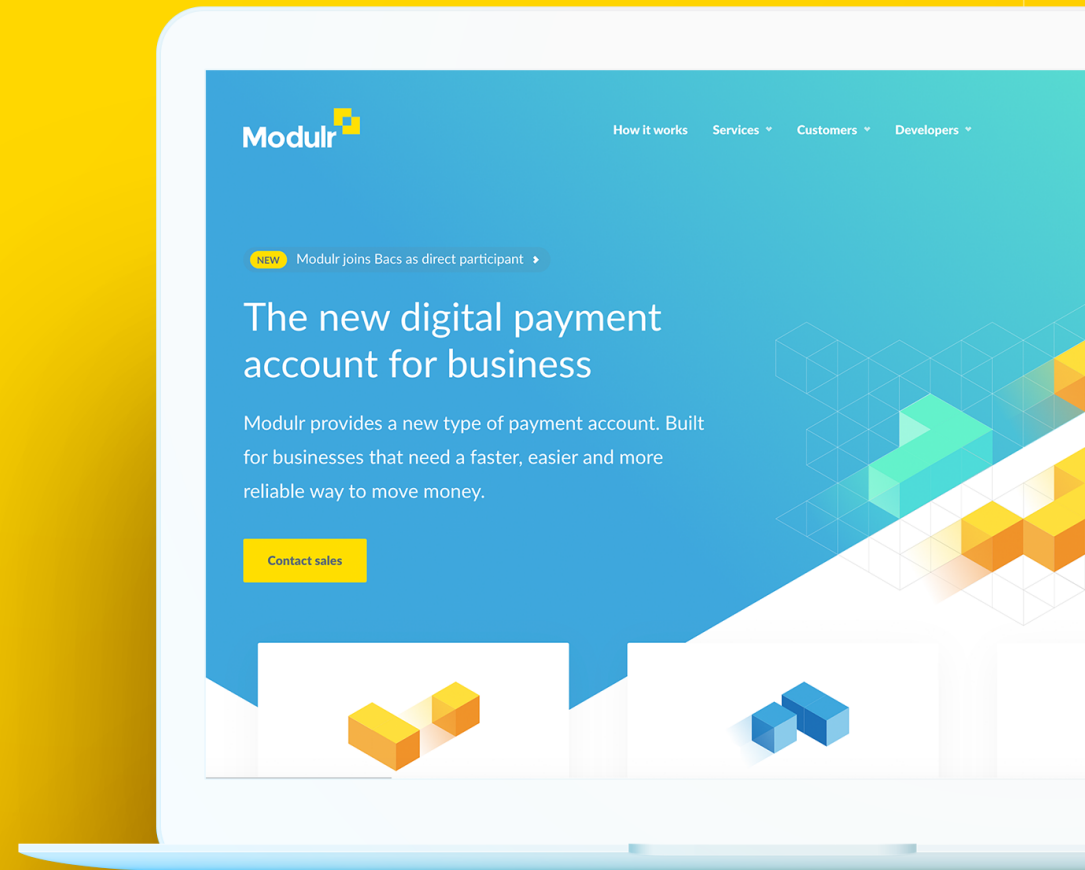 Modulr
How it works
Services
Customers
Developers
NEW Modulr joins Bacs as direct participant
The new digital payment
account for business
Modulr provides a new type of payment account. Built
for businesses that need a faster, easier and more
reliable way to move money.
Contact sales